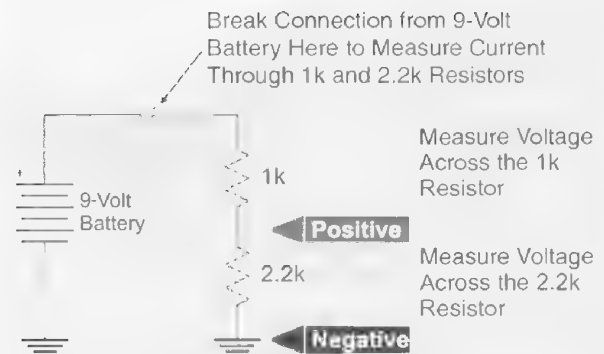 Break Connection from 9-Volt
Battery Here to Measure Current
Through 1k and 2.2k Resistors
Measure Voltage
Across the 1k
Resistor
1k
+
9-Volt
Battery
Positive
2.2k
Measure Voltage
Across the 2.2k
Resistor
Negative